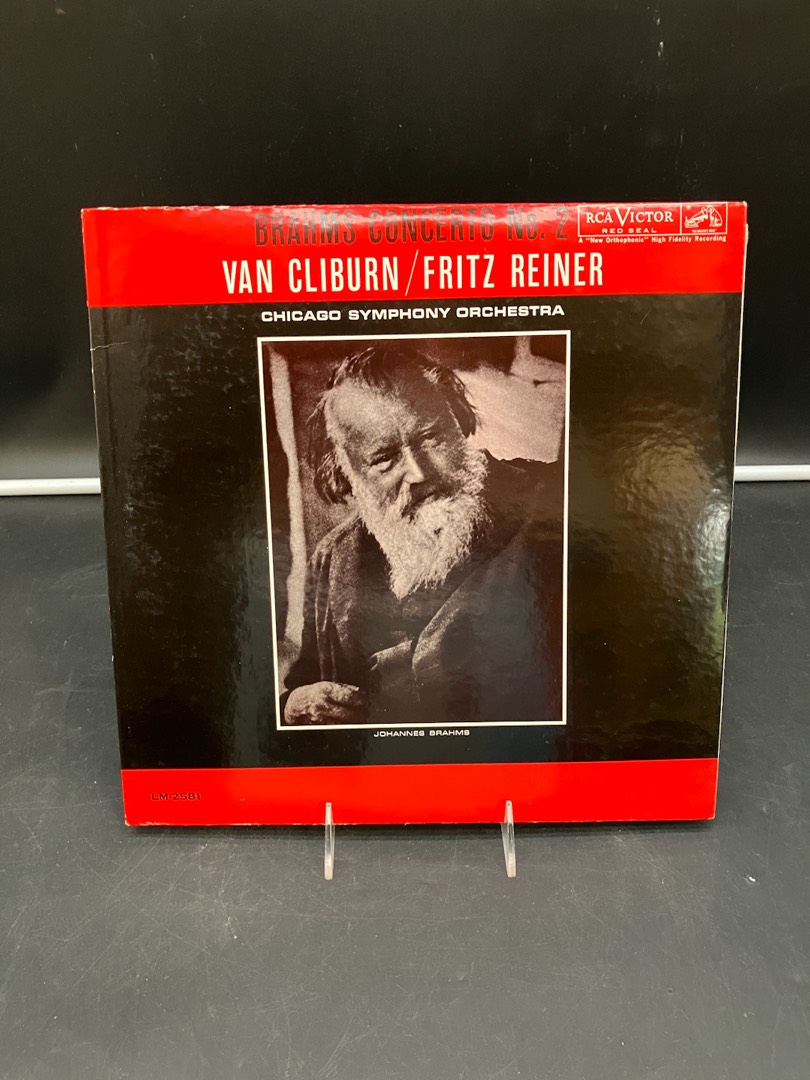 BRAHMS CONCERTO No. 2
RCA VICTOR
RED SEAL
A "New Orthophonic" High Fidelity Recording
VAN CLIBURN/FRITZ REINER
CHICAGO SYMPHONY ORCHESTRA
JOHANNES BRAHMS
LM-2581